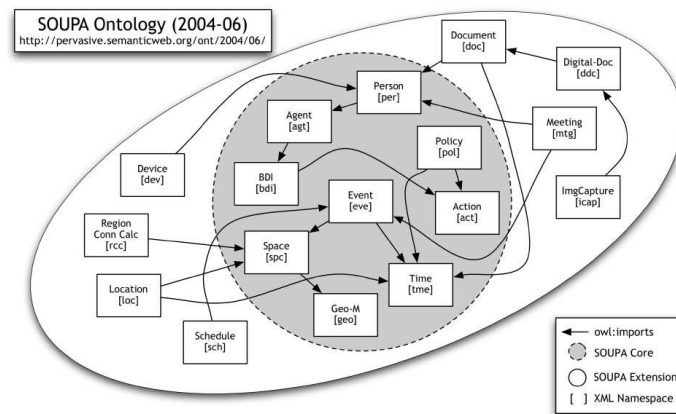 SOUPA Ontology (2004-06)
http://pervasive.semanticweb.org/ont/2004/06/
Document
[doc]
Digital-Doc
[ddc]
Person
[per]
Agent
[agt]
Meeting
[mtg]
Policy
[pol]
Device
[dev]
BDI
[bdi]
ImgCapture
[icap]
Event
[eve]
Action
[act]
Region
Conn Calc
[rcc]
Space
[spc]
Location
[loc]
Time
[tme]
Geo-M
[geo]
Schedule
[sch]
owl:imports
SOUPA Core
SOUPA Extension
[ ] XML Namespace